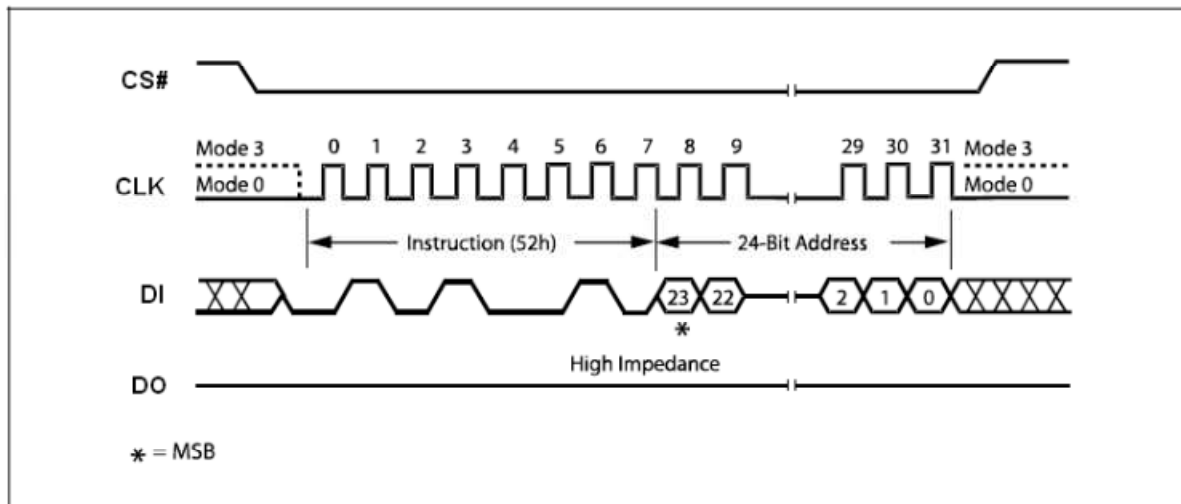 CS#
0 1 2 3 4 5 6 7 8 9 29 30 31
Mode 3 Mode 3
CLK Mode 0 Mode 0
Instruction (52h) 24-Bit Address
DI 23 22 2 1 0
*
High Impedance
DO
* = MSB